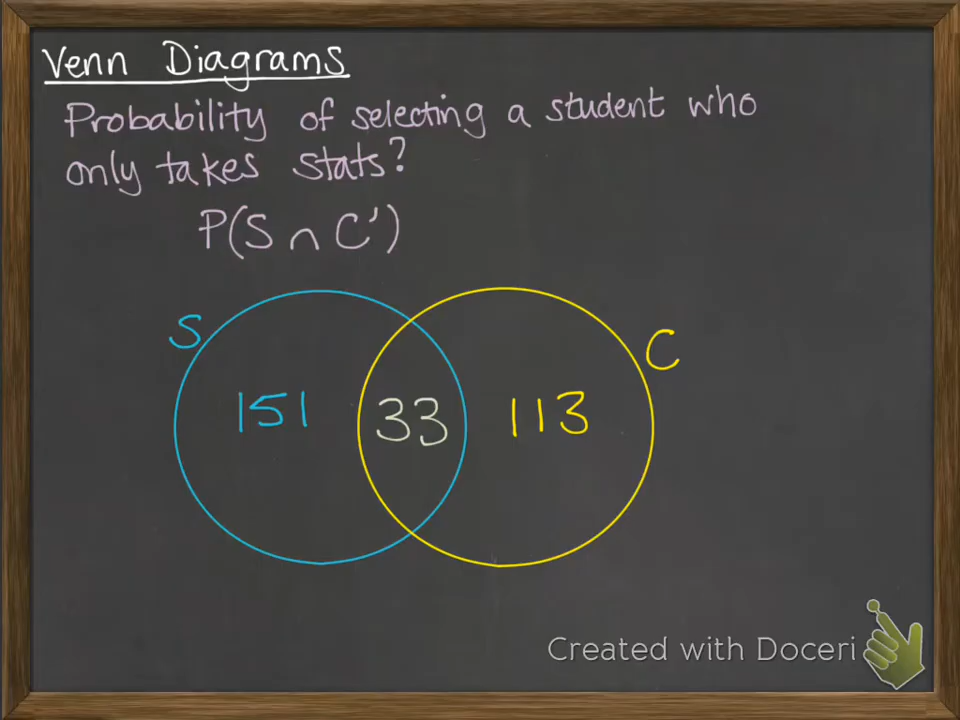 Venn Diagrams
Probability of selecting a student who
only takes stats?
P(S ∩ C')
S
C
151
33
113
Created with Doceri